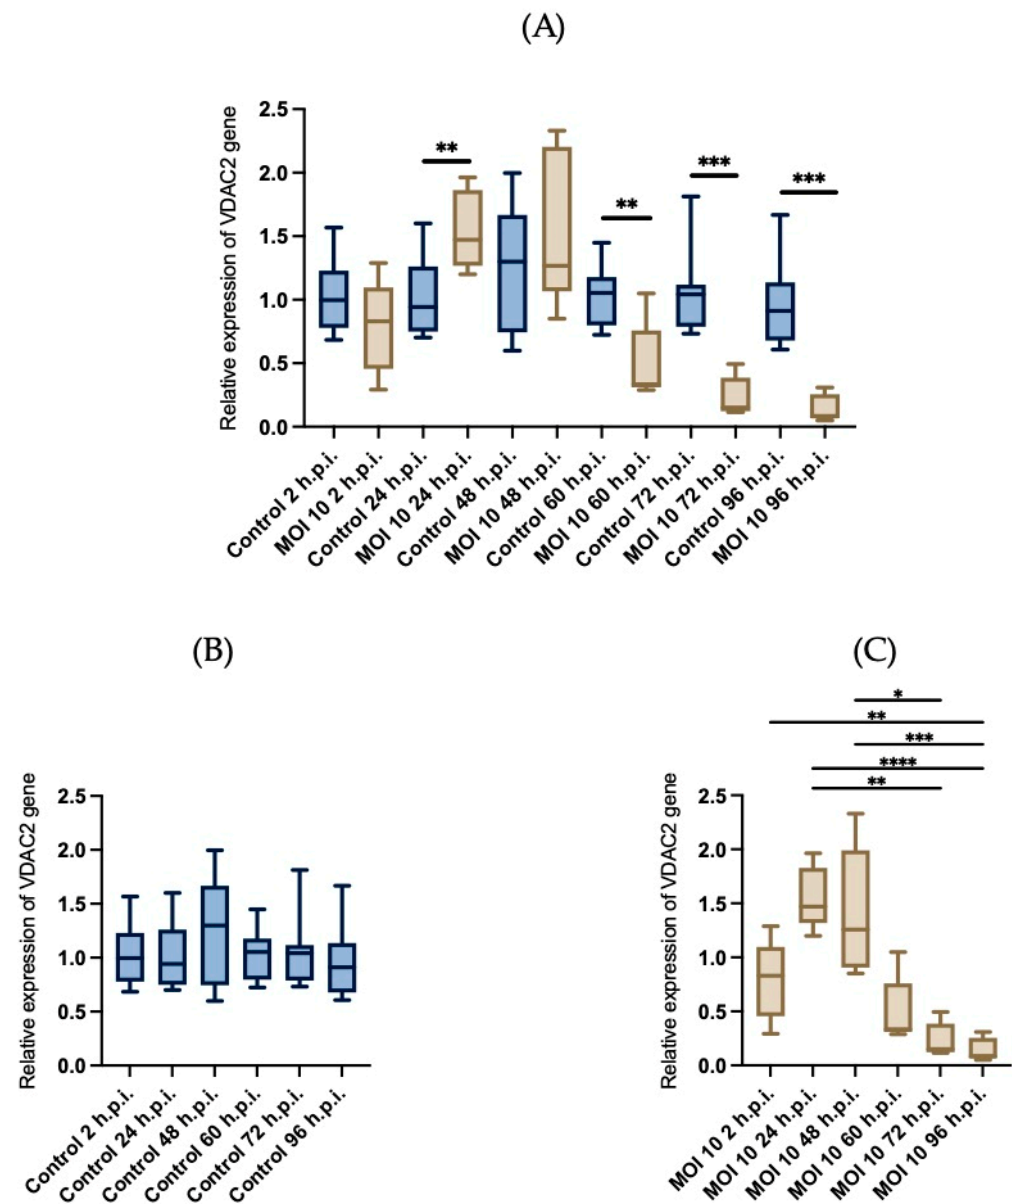 (A)
Relative expression of VDAC2 gene
2.5
2.0
1.5
1.0
0.5
0.0
**
**
***
***
Control 2 h.p.i.
MOI 10 2 h.p.i.
Control 24 h.p.i.
MOI 10 24 h.p.i.
Control 48 h.p.i.
MOI 10 48 h.p.i.
Control 60 h.p.i.
MOI 10 60 h.p.i.
Control 72 h.p.i.
MOI 10 72 h.p.i.
Control 96 h.p.i.
MOI 10 96 h.p.i.
(B)
Relative expression of VDAC2 gene
2.5
2.0
1.5
1.0
0.5
0.0
Control 2 h.p.i.
Control 24 h.p.i.
Control 48 h.p.i.
Control 60 h.p.i.
Control 72 h.p.i.
Control 96 h.p.i.
(C)
*
**
***
****
**
Relative expression of VDAC2 gene
2.5
2.0
1.5
1.0
0.5
0.0
MOI 10 2 h.p.i.
MOI 10 24 h.p.i.
MOI 10 48 h.p.i.
MOI 10 60 h.p.i.
MOI 10 72 h.p.i.
MOI 10 96 h.p.i.